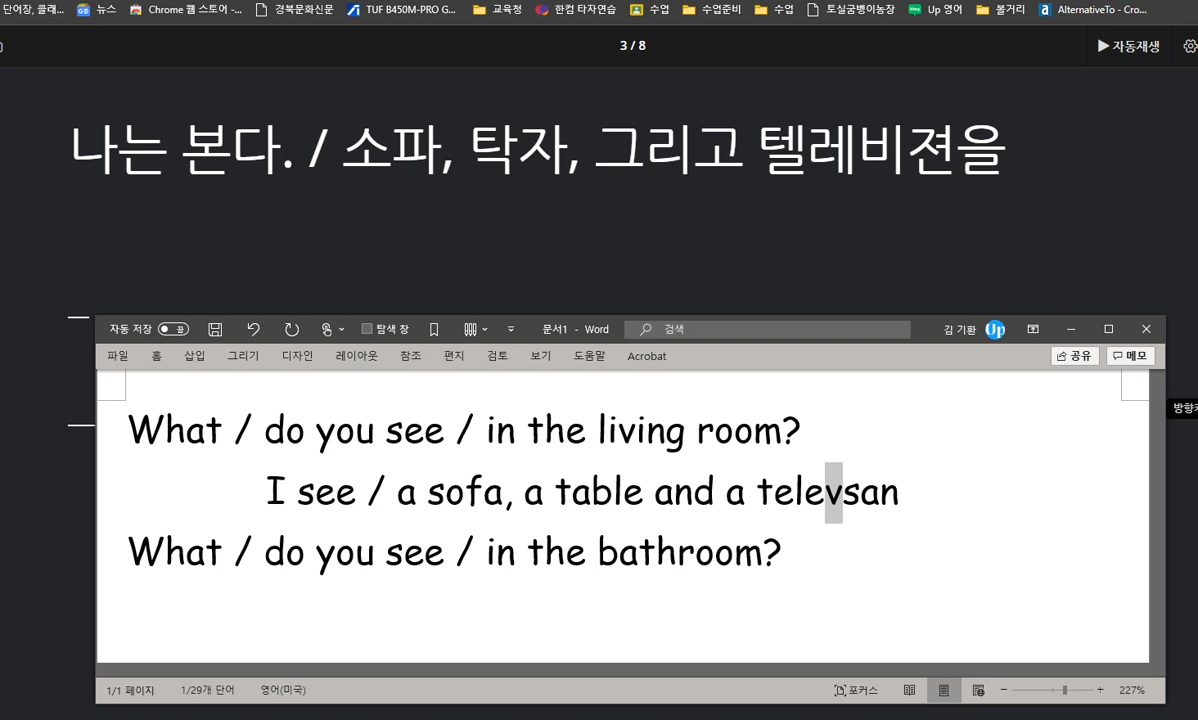 단어장, 클래... 뉴스 Chrome 웹 스토어 -... 경북문화신문 TUF B450M-PRO G... 교육청 한컴 타자연습 수업 수업준비 수업 토실굼벵이농장 Up 영어 볼거리 AlternativeTo - Cro...
3 / 8 ▶ 자동재생
나는 본다. / 소파, 탁자, 그리고 텔레비젼을
자동 저장 끔 탐색 창 문서1 - Word 검색 김 기환 Up
파일 홈 삽입 그리기 디자인 레이아웃 참조 편지 검토 보기 도움말 Acrobat 공유 메모
What / do you see / in the living room?
방향키
I see / a sofa, a table and a televsan
What / do you see / in the bathroom?
1/1 페이지 1/29개 단어 영어(미국) 포커스 227%